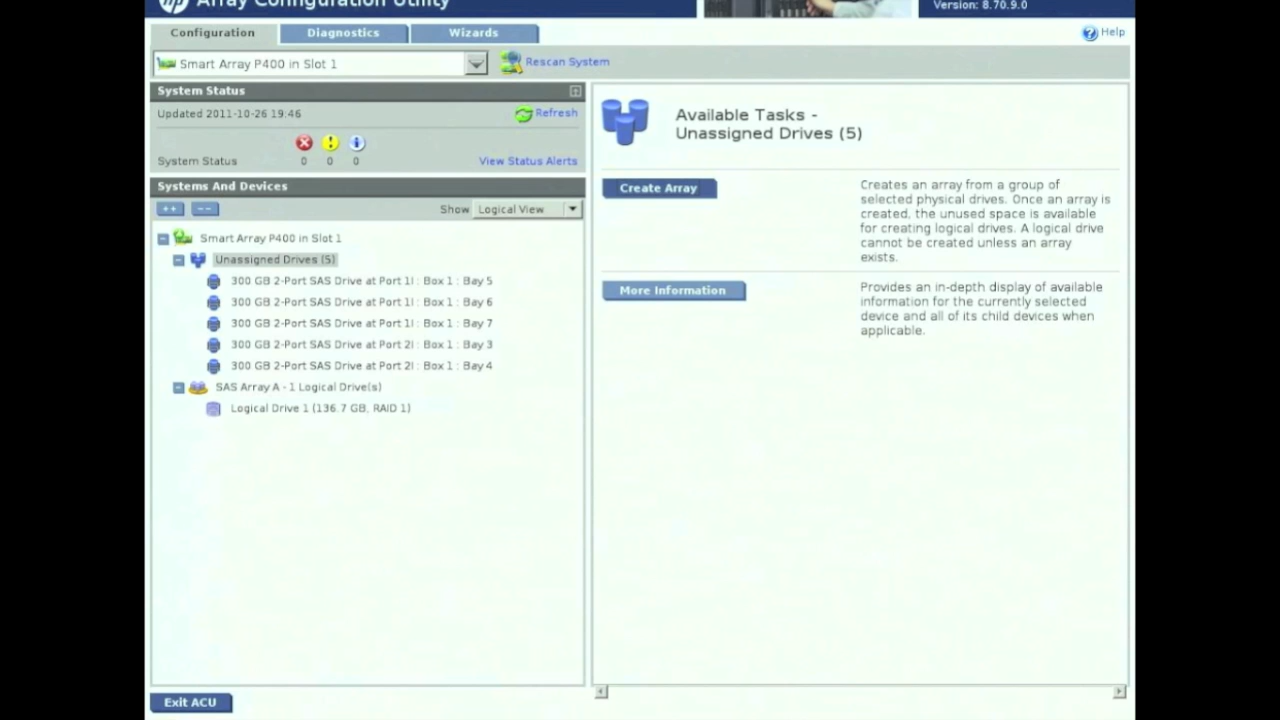 hp Array Configuration Utility
Version: 8.70.9.0
Configuration
Diagnostics
Wizards
Help
Smart Array P400 in Slot 1
Rescan System
System Status
Updated 2011-10-26 19:46
Refresh
System Status 0 0 0
View Status Alerts
Systems And Devices
++ --
Show Logical View
Smart Array P400 in Slot 1
Unassigned Drives (5)
300 GB 2-Port SAS Drive at Port 1I : Box 1 : Bay 5
300 GB 2-Port SAS Drive at Port 1I : Box 1 : Bay 6
300 GB 2-Port SAS Drive at Port 1I : Box 1 : Bay 7
300 GB 2-Port SAS Drive at Port 2I : Box 1 : Bay 3
300 GB 2-Port SAS Drive at Port 2I : Box 1 : Bay 4
SAS Array A - 1 Logical Drive(s)
Logical Drive 1 (136.7 GB, RAID 1)
Exit ACU
Available Tasks -
Unassigned Drives (5)
Create Array
Creates an array from a group of
selected physical drives. Once an array is
created, the unused space is available
for creating logical drives. A logical drive
cannot be created unless an array
exists.
More Information
Provides an in-depth display of available
information for the currently selected
device and all of its child devices when
applicable.